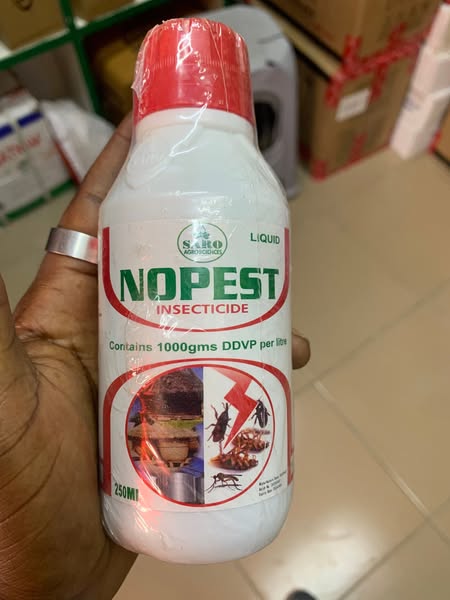 SARO
AGROSCIENCES
LIQUID
NOPEST
INSECTICIDE
Contains 1000gms DDVP per litre
250Ml